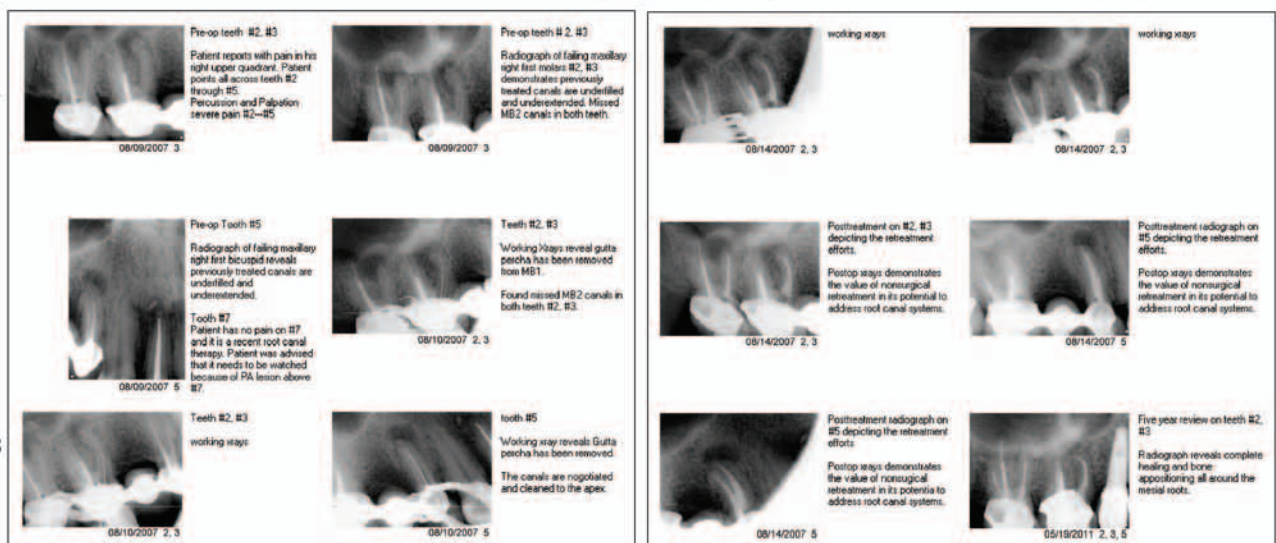 Pre-op teeth #2, #3
Patient reports with pain in his
right upper quadrant. Patient
points all across teeth #2
through #5.
Percussion and Palpation
severe pain #2---#5
08/09/2007 3
Pre-op teeth # 2, #3
Radiograph of failing maxillary
right first molars #2, #3
demonstrates previously
treated canals are underfilled
and underextended. Missed
MB2 canals in both teeth.
08/09/2007 3
Pre-op Tooth #5
Radiograph of failing maxillary
right first bicuspid reveals
previously treated canals are
underfilled and
underextended.
Tooth #7
Patient has no pain on #7
and it is a recent root canal
therapy. Patient was advised
that it needs to be watched
because of PA lesion above
#7.
08/09/2007 5
Teeth #2, #3
Working Xrays reveal gutta
percha has been removed
from MB1.
Found missed MB2 canals in
both teeth #2, #3.
08/10/2007 2, 3
Teeth #2, #3
working xrays
08/10/2007 2, 3
tooth #5
Working xray reveals Gutta
percha has been removed.
The canals are nogotiated
and cleaned to the apex.
08/10/2007 5
working xrays
08/14/2007 2, 3
working xrays
08/14/2007 2, 3
Posttreatment on #2, #3
depicting the retreatment
efforts.
Postop xrays demonstrates
the value of nonsurgical
retreatment in its potential to
address root canal systems.
08/14/2007 2, 3
Posttreatment radiograph on
#5 depicting the retreatment
efforts.
Postop xrays demonstrates
the value of nonsurgical
retreatment in its potential to
address root canal systems.
08/14/2007 5
Posttreatment radiograph on
#5 depicting the retreatment
efforts
Postop xrays demonstrates
the value of nonsugical
retreatment in its potentia to
address root canal systems.
08/14/2007 5
Five year review on teeth #2,
#3
Radiograph reveals complete
healing and bone
appositioning all around the
mesial roots.
05/19/2011 2, 3, 5